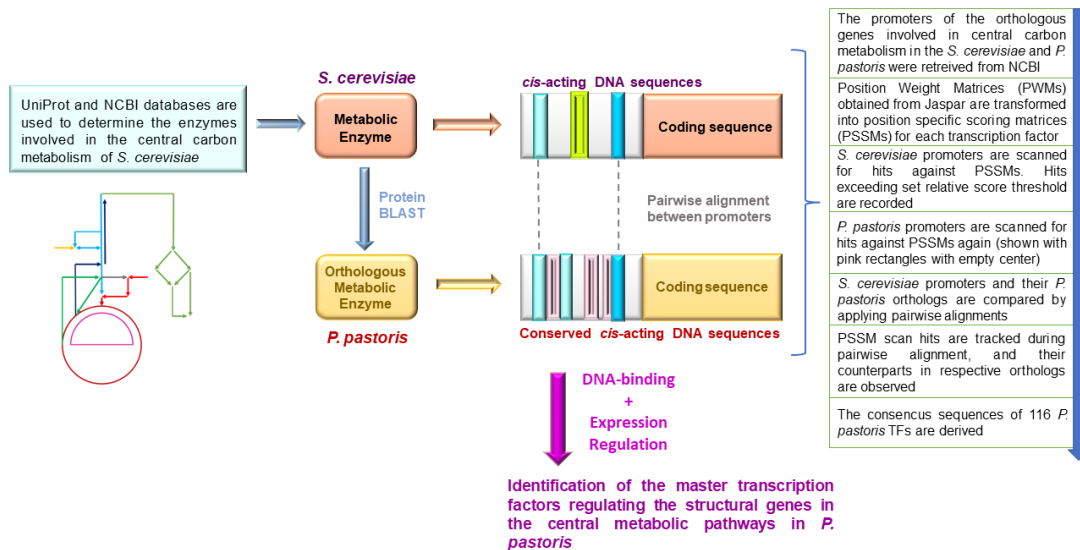 UniProt and NCBI databases are
used to determine the enzymes
involved in the central carbon
metabolism of S. cerevisiae
S. cerevisiae
Metabolic
Enzyme
Protein
BLAST
Orthologous
Metabolic
Enzyme
P. pastoris
cis-acting DNA sequences
Coding sequence
Pairwise alignment
between promoters
Coding sequence
Conserved cis-acting DNA sequences
DNA-binding
+
Expression
Regulation
Identification of the master transcription
factors regulating the structural genes in
the central metabolic pathways in P.
pastoris
The promoters of the orthologous
genes involved in central carbon
metabolism in the S. cerevisiae and P.
pastoris were retreived from NCBI
Position Weight Matrices (PWMs)
obtained from Jaspar are transformed
into position specific scoring matrices
(PSSMs) for each transcription factor
S. cerevisiae promoters are scanned
for hits against PSSMs. Hits
exceeding set relative score threshold
are recorded
P. pastoris promoters are scanned for
hits against PSSMs again (shown with
pink rectangles with empty center)
S. cerevisiae promoters and their P.
pastoris orthologs are compared by
applying pairwise alignments
PSSM scan hits are tracked during
pairwise alignment, and their
counterparts in respective orthologs
are observed
The consencus sequences of 116 P.
pastoris TFs are derived